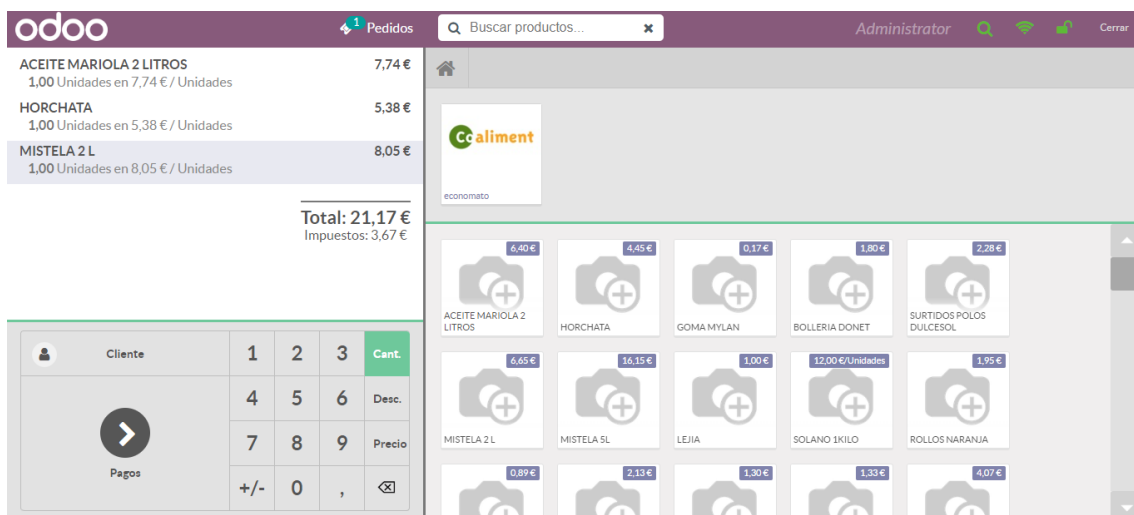 odoo
1 Pedidos
Buscar productos...
Administrator
Cerrar
ACEITE MARIOLA 2 LITROS 7,74 €
1,00 Unidades en 7,74 € / Unidades
HORCHATA 5,38 €
1,00 Unidades en 5,38 € / Unidades
MISTELA 2 L 8,05 €
1,00 Unidades en 8,05 € / Unidades
Total: 21,17 €
Impuestos: 3,67 €
Cliente
Pagos
1 2 3 Cant.
4 5 6 Desc.
7 8 9 Precio
+/- 0 ,
Coaliment
economato
6,40 € 4,45 € 0,17 € 1,80 € 2,28 €
ACEITE MARIOLA 2 LITROS
HORCHATA
GOMA MYLAN
BOLLERIA DONET
SURTIDOS POLOS DULCESOL
6,65 € 16,15 € 1,00 € 12,00 €/Unidades 1,95 €
MISTELA 2 L
MISTELA 5L
LEJIA
SOLANO 1KILO
ROLLOS NARANJA
0,89 € 2,13 € 1,30 € 1,33 € 4,07 €